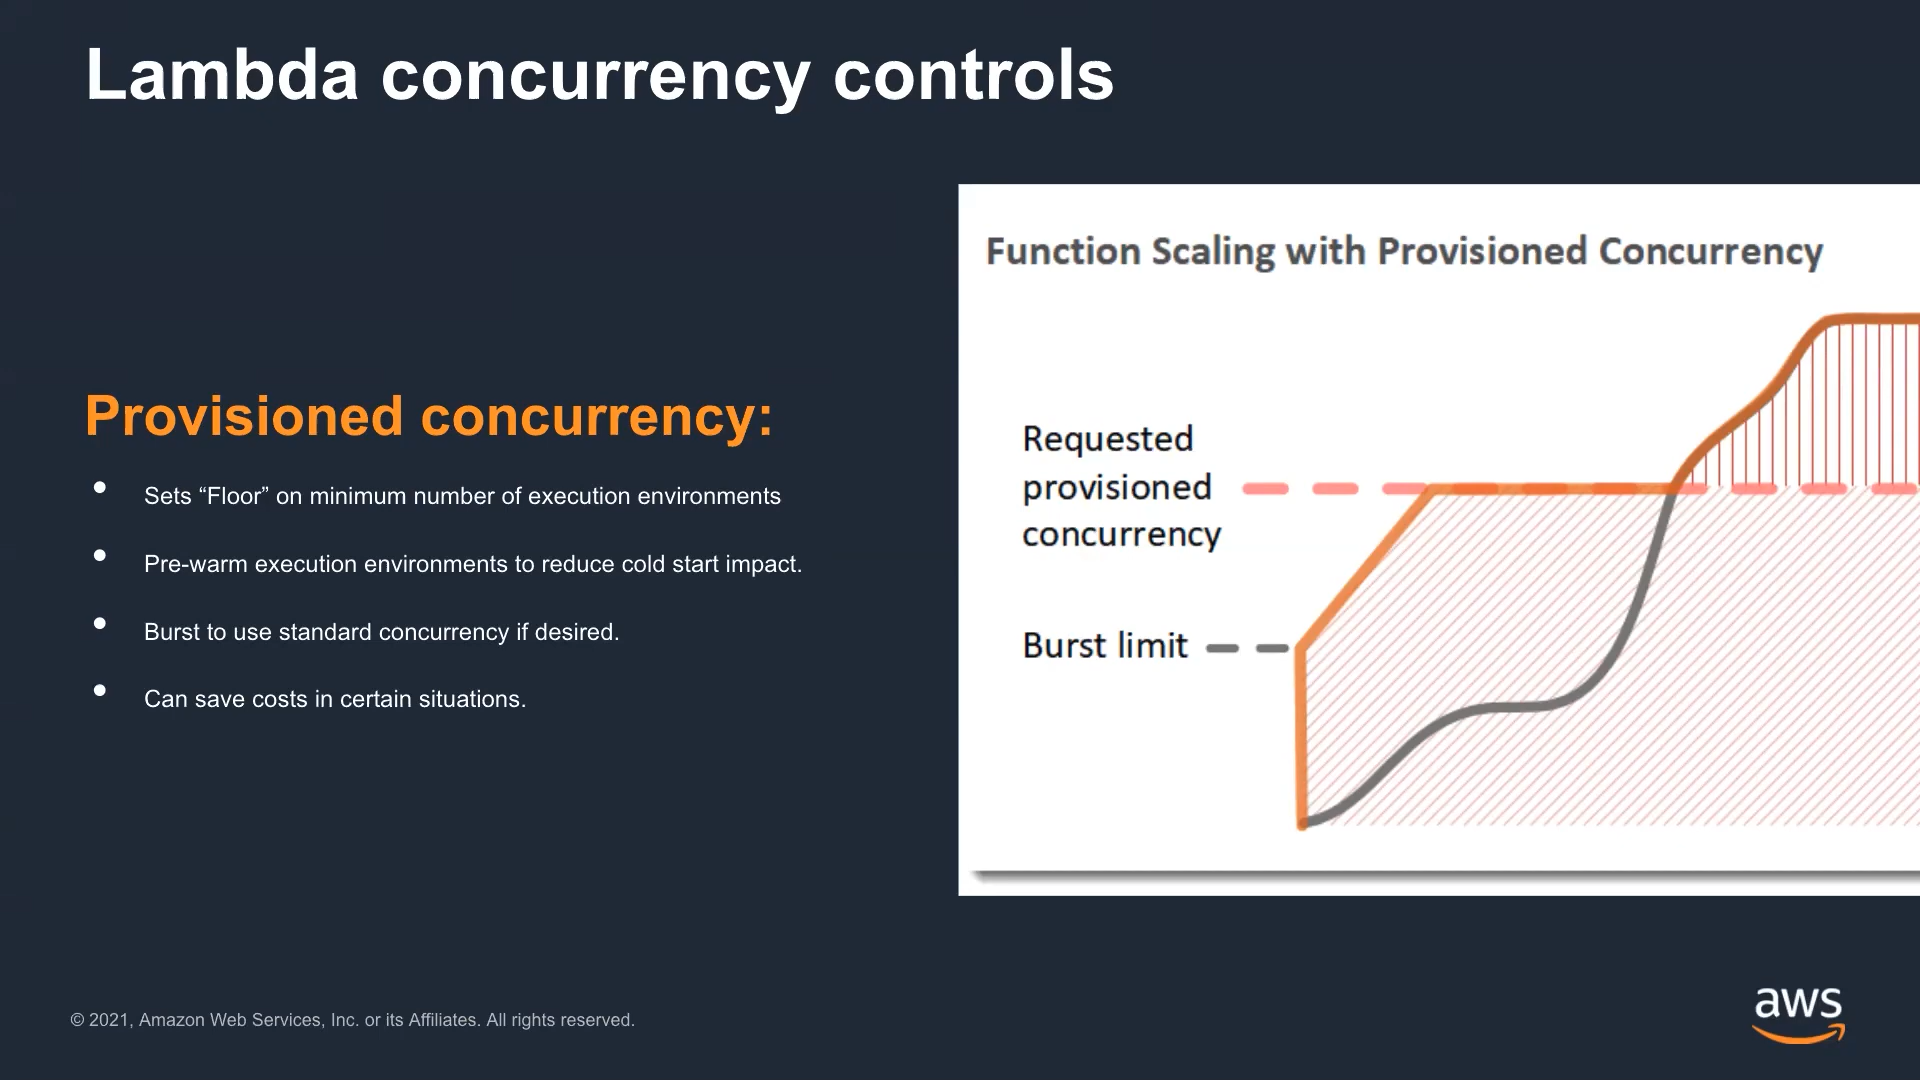 Lambda concurrency controls
Provisioned concurrency:
• Sets “Floor” on minimum number of execution environments
• Pre-warm execution environments to reduce cold start impact.
• Burst to use standard concurrency if desired.
• Can save costs in certain situations.
Function Scaling with Provisioned Concurrency
Requested
provisioned
concurrency
Burst limit
© 2021, Amazon Web Services, Inc. or its Affiliates. All rights reserved.
aws